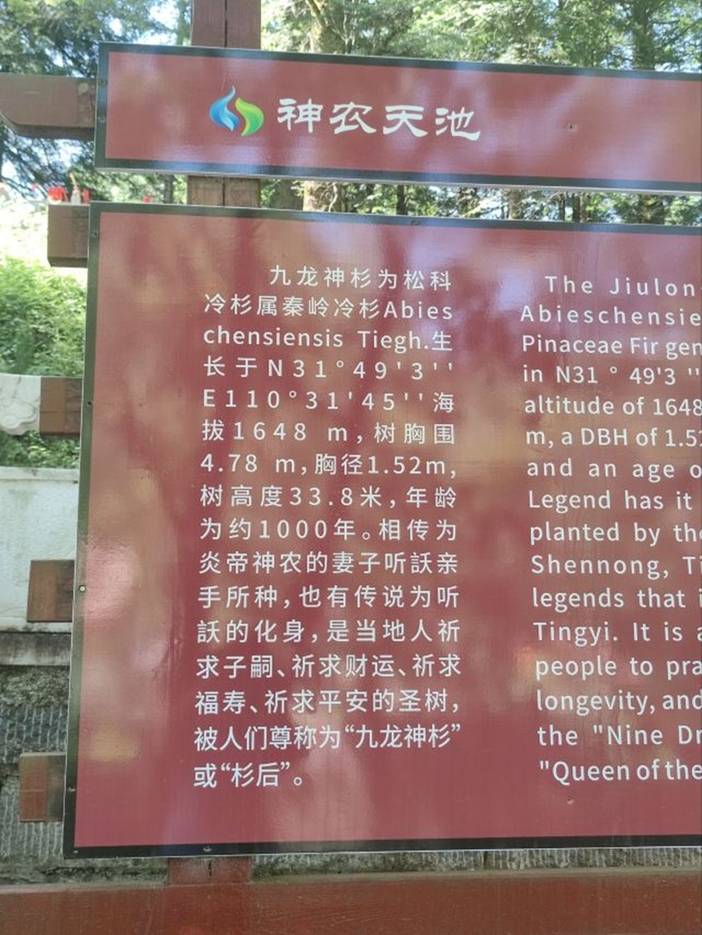 神农天池
九龙神杉为松科
冷杉属秦岭冷杉Abies
chensiensis Tiegh.生
长于N31°49'3''
E110°31'45''海
拔1648 m,树胸围
4.78 m,胸径1.52m,
树高度33.8米,年龄
为约1000年。相传为
炎帝神农的妻子听訞亲
手所种,也有传说为听
訞的化身,是当地人祈
求子嗣、祈求财运、祈求
福寿、祈求平安的圣树,
被人们尊称为“九龙神杉”
或“杉后”。
The Jiulon
Abieschensie
Pinaceae Fir gen
in N31 ° 49'3 ''
altitude of 1648
m, a DBH of 1.5
and an age o
Legend has it
planted by the
Shennong, Ti
legends that i
Tingyi. It is a
people to pra
longevity, and
the "Nine Dr
"Queen of the